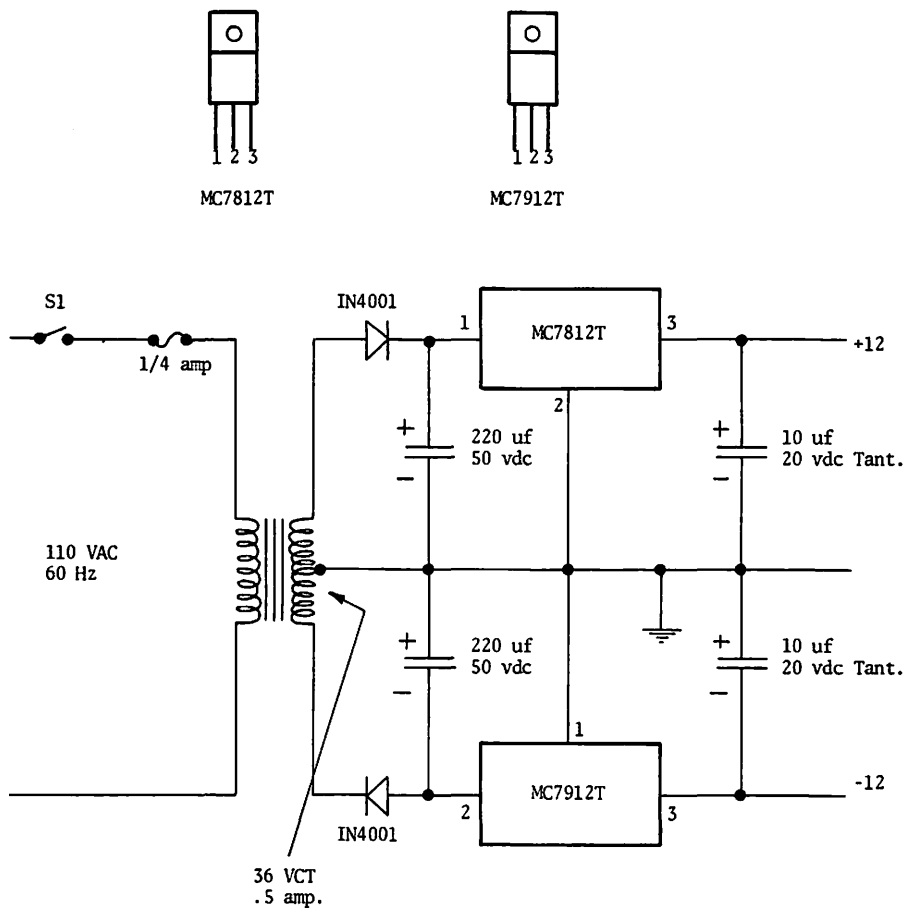 1 2 3
1 2 3
MC7812T
MC7912T
S1
1/4 amp
IN4001
1
MC7812T
3
2
+12
+
-
220 uf
50 vdc
+
-
10 uf
20 vdc Tant.
110 VAC
60 Hz
+
-
220 uf
50 vdc
+
-
10 uf
20 vdc Tant.
1
2
MC7912T
3
-12
IN4001
36 VCT
.5 amp.